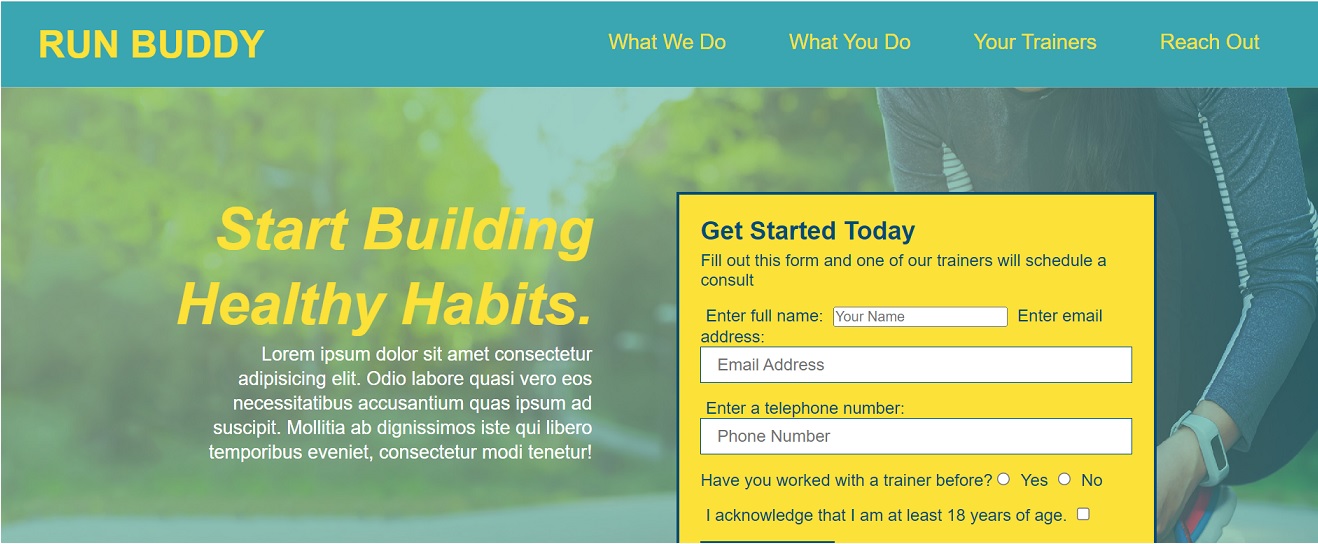 RUN BUDDY
What We Do What You Do Your Trainers Reach Out
Start Building
Healthy Habits.
Lorem ipsum dolor sit amet consectetur
adipisicing elit. Odio labore quasi vero eos
necessitatibus accusantium quas ipsum ad
suscipit. Mollitia ab dignissimos iste qui libero
temporibus eveniet, consectetur modi tenetur!
Get Started Today
Fill out this form and one of our trainers will schedule a
consult
Enter full name: Your Name Enter email
address:
Email Address
Enter a telephone number:
Phone Number
Have you worked with a trainer before? Yes No
I acknowledge that I am at least 18 years of age.